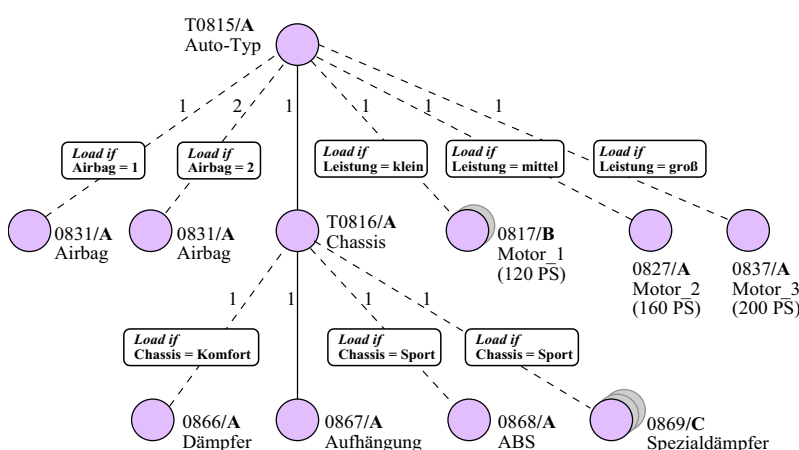 T0815/A
Auto-Typ
1
2
1
1
1
1
Load if
Airbag = 1
Load if
Airbag = 2
Load if
Leistung = klein
Load if
Leistung = mittel
Load if
Leistung = groß
0831/A
Airbag
0831/A
Airbag
T0816/A
Chassis
0817/B
Motor_1
(120 PS)
0827/A
Motor_2
(160 PS)
0837/A
Motor_3
(200 PS)
1
1
1
1
Load if
Chassis = Komfort
Load if
Chassis = Sport
Load if
Chassis = Sport
0866/A
Dämpfer
0867/A
Aufhängung
0868/A
ABS
0869/C
Spezialdämpfer